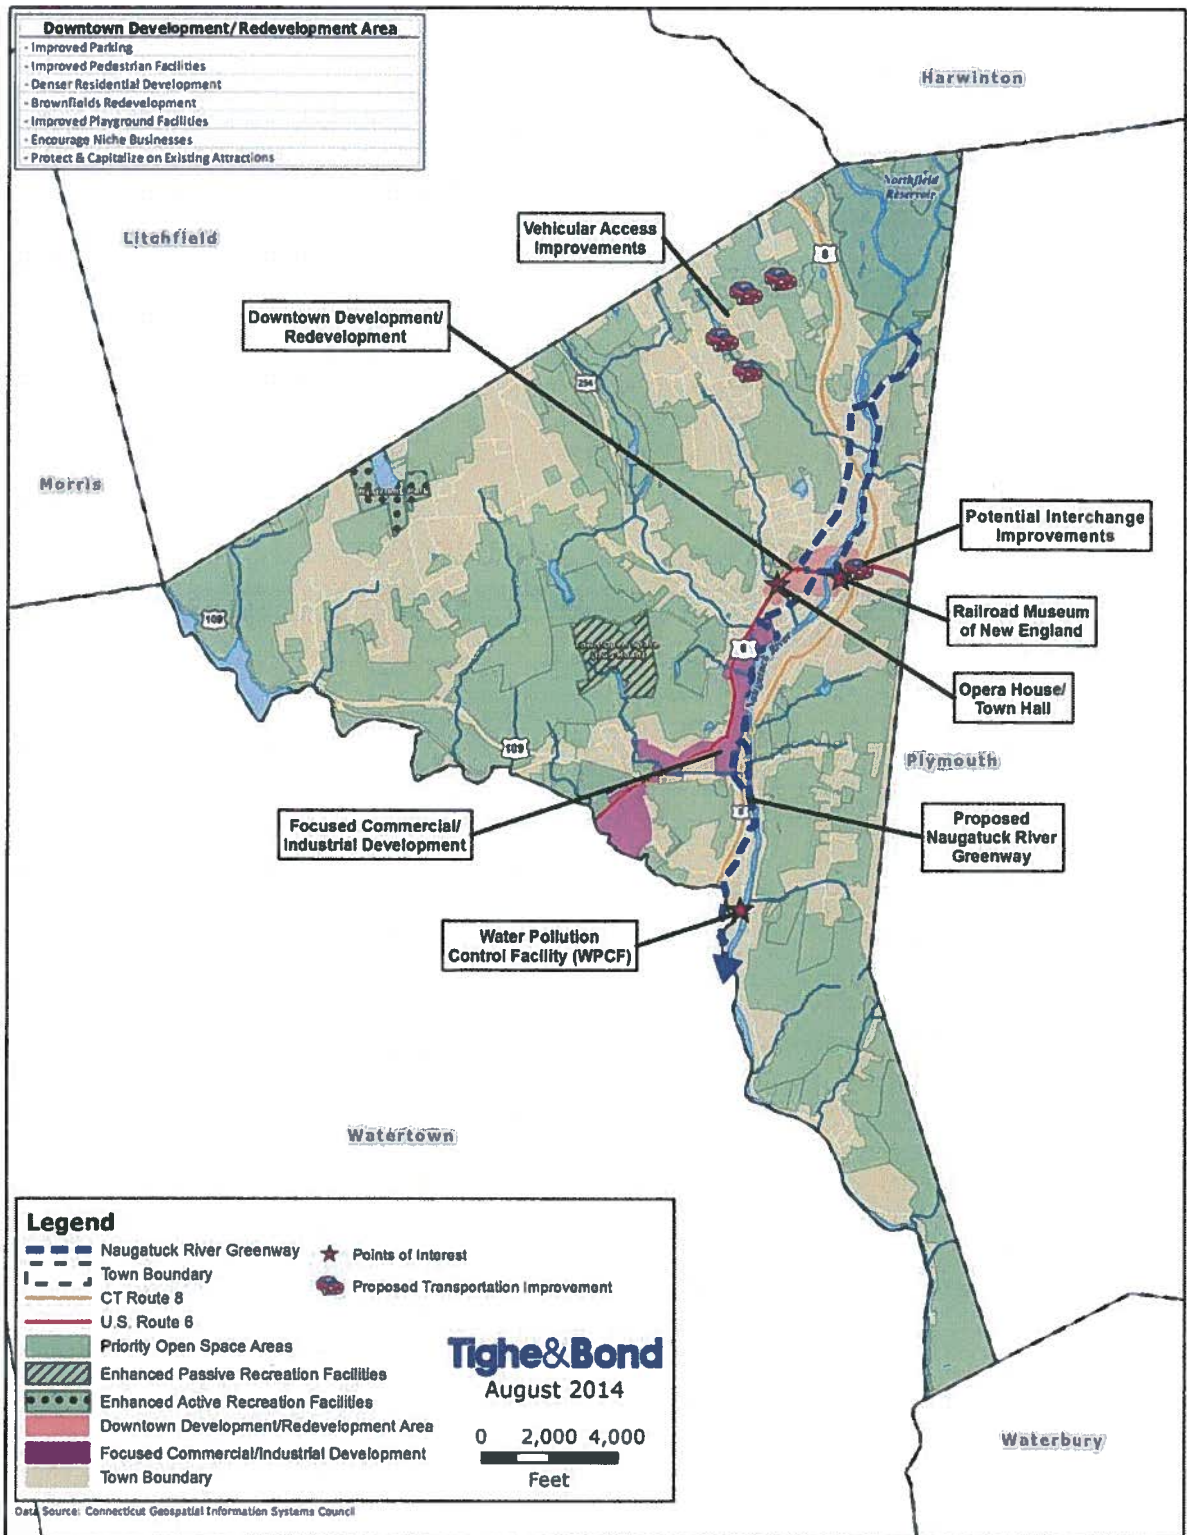 Downtown Development/Redevelopment Area
- Improved Parking
- Improved Pedestrian Facilities
- Denser Residential Development
- Brownfields Redevelopment
- Improved Playground Facilities
- Encourage Niche Businesses
- Protect & Capitalize on Existing Attractions
Harwinton
Northfield
Reservoir
Litchfield
Vehicular Access
Improvements
8
Downtown Development/
Redevelopment
254
Morris
Potential Interchange
Improvements
109
Railroad Museum
of New England
6
Naugatuck River
Opera House/
Town Hall
109
Plymouth
Focused Commercial/
Industrial Development
8
Proposed
Naugatuck River
Greenway
Water Pollution
Control Facility (WPCF)
Watertown
Legend
Naugatuck River Greenway
Town Boundary
CT Route 8
U.S. Route 6
Priority Open Space Areas
Enhanced Passive Recreation Facilities
Enhanced Active Recreation Facilities
Downtown Development/Redevelopment Area
Focused Commercial/Industrial Development
Town Boundary
Points of Interest
Proposed Transportation Improvement
Tighe&Bond
August 2014
0 2,000 4,000
Feet
Waterbury
Data Source: Connecticut Geospatial Information Systems Council